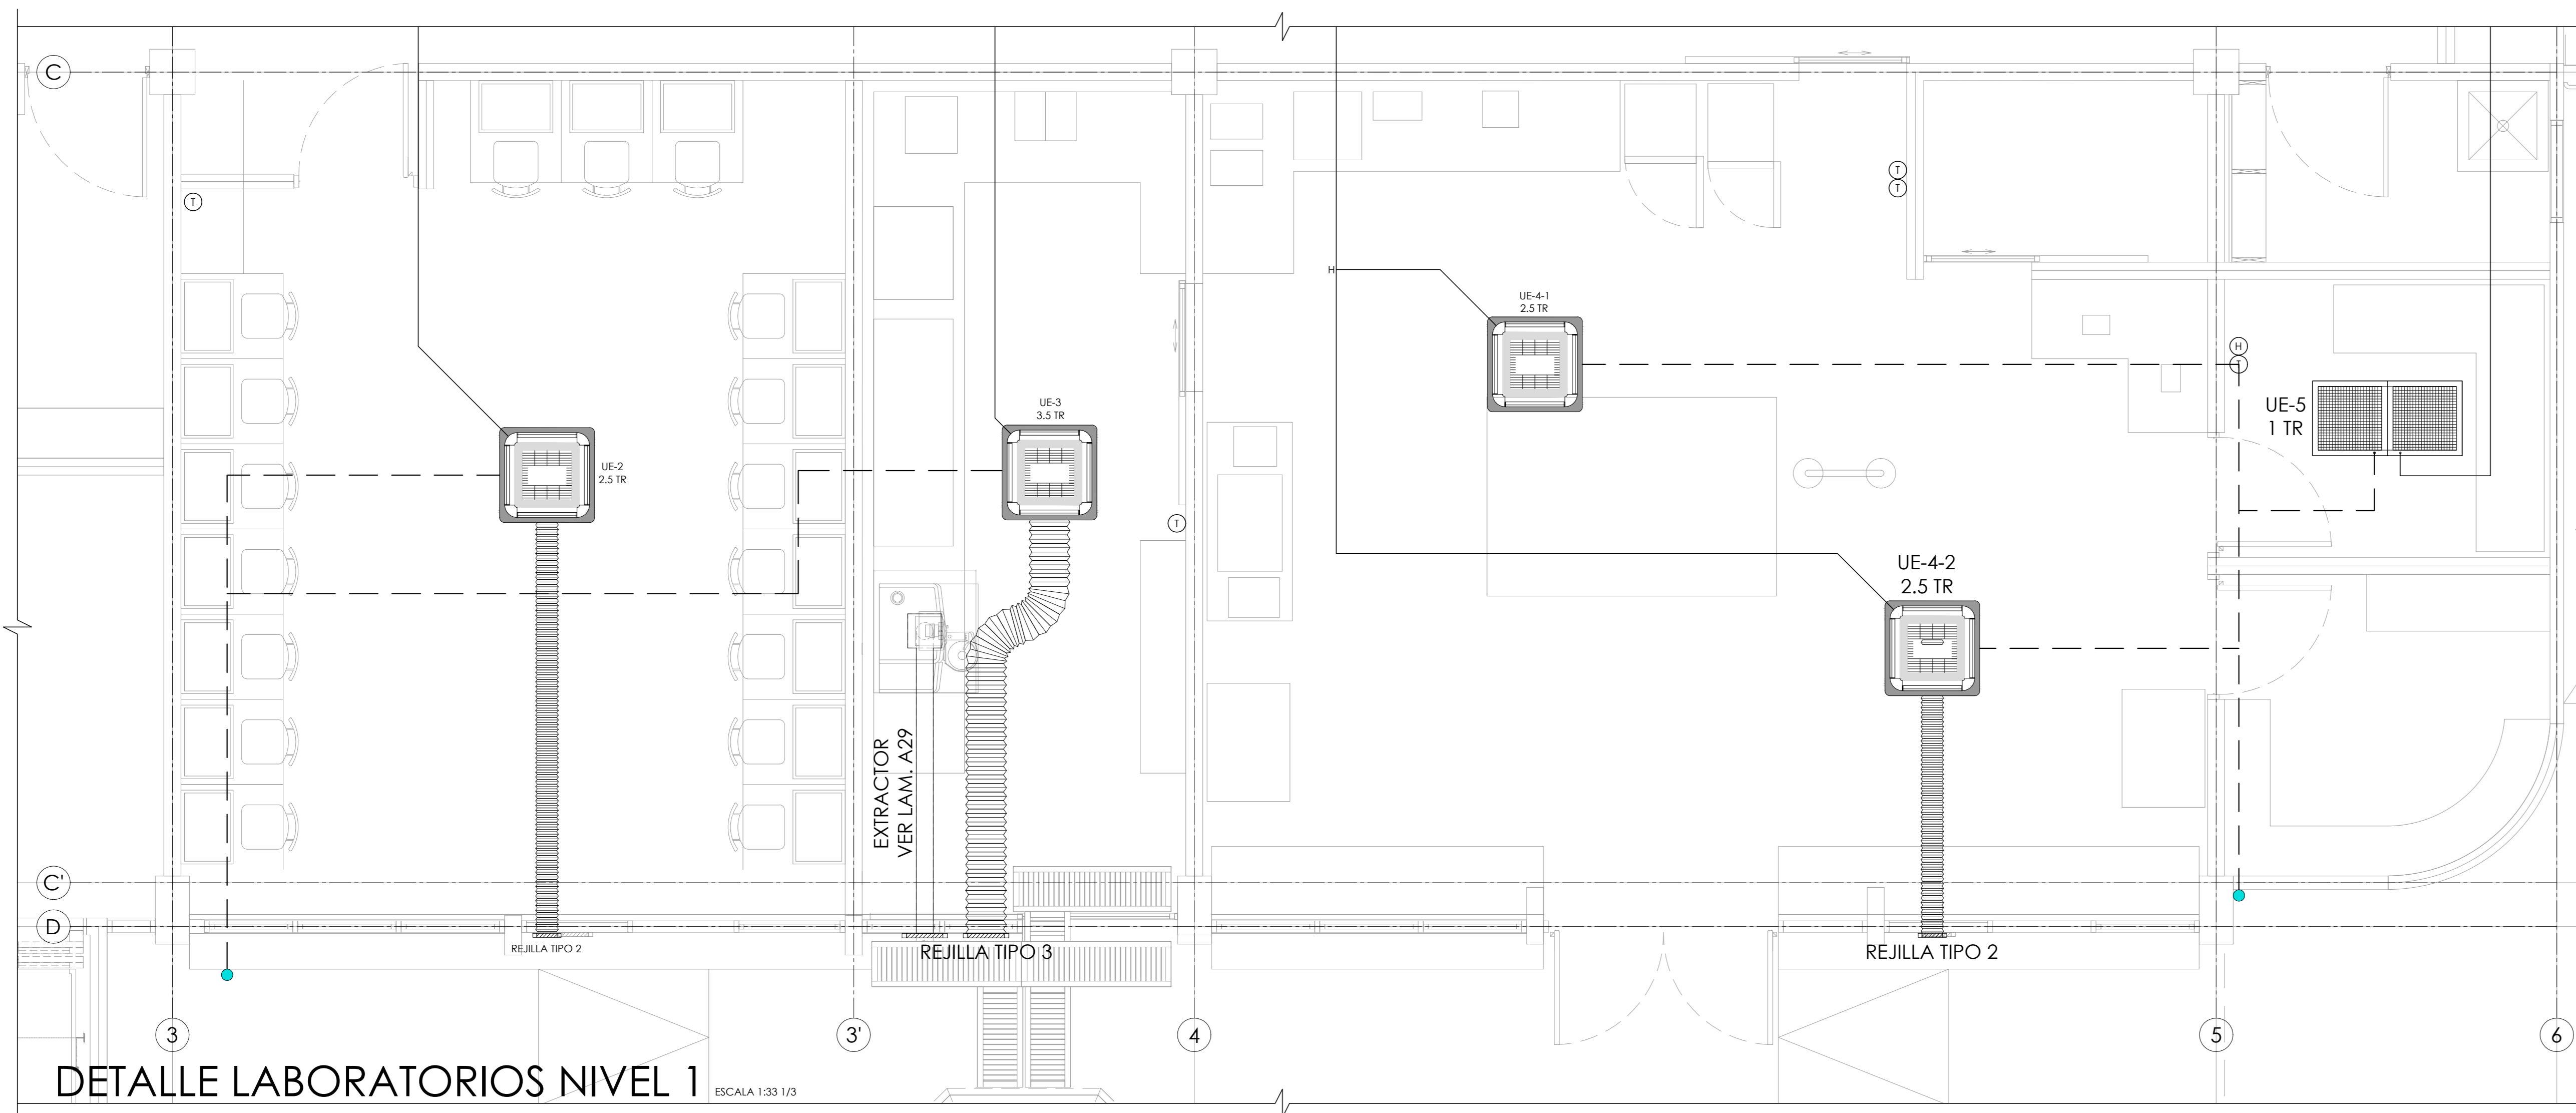 C
T
T
T
H
UE-4-1
2.5 TR
H
T
UE-5
1 TR
UE-3
3.5 TR
UE-2
2.5 TR
T
UE-4-2
2.5 TR
EXTRACTOR
VER LAM. A29
C'
D
REJILLA TIPO 2
REJILLA TIPO 3
REJILLA TIPO 2
3
3'
4
5
6
DETALLE LABORATORIOS NIVEL 1
ESCALA 1:33 1/3